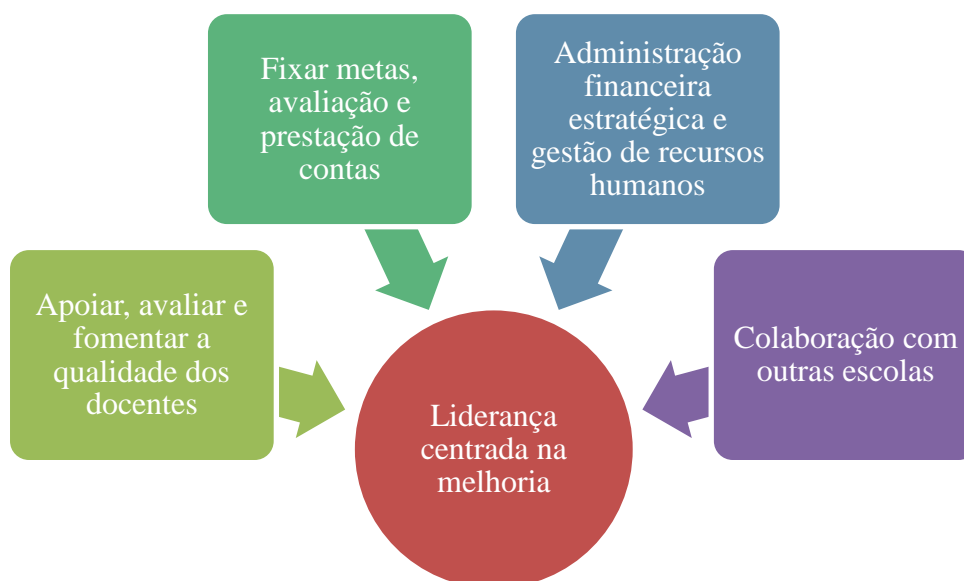 Fixar metas,
avaliação e
prestação de
contas
Administração
financeira
estratégica e
gestão de recursos
humanos
Apoiar, avaliar e
fomentar a
qualidade dos
docentes
Colaboração com
outras escolas
Liderança
centrada na
melhoria